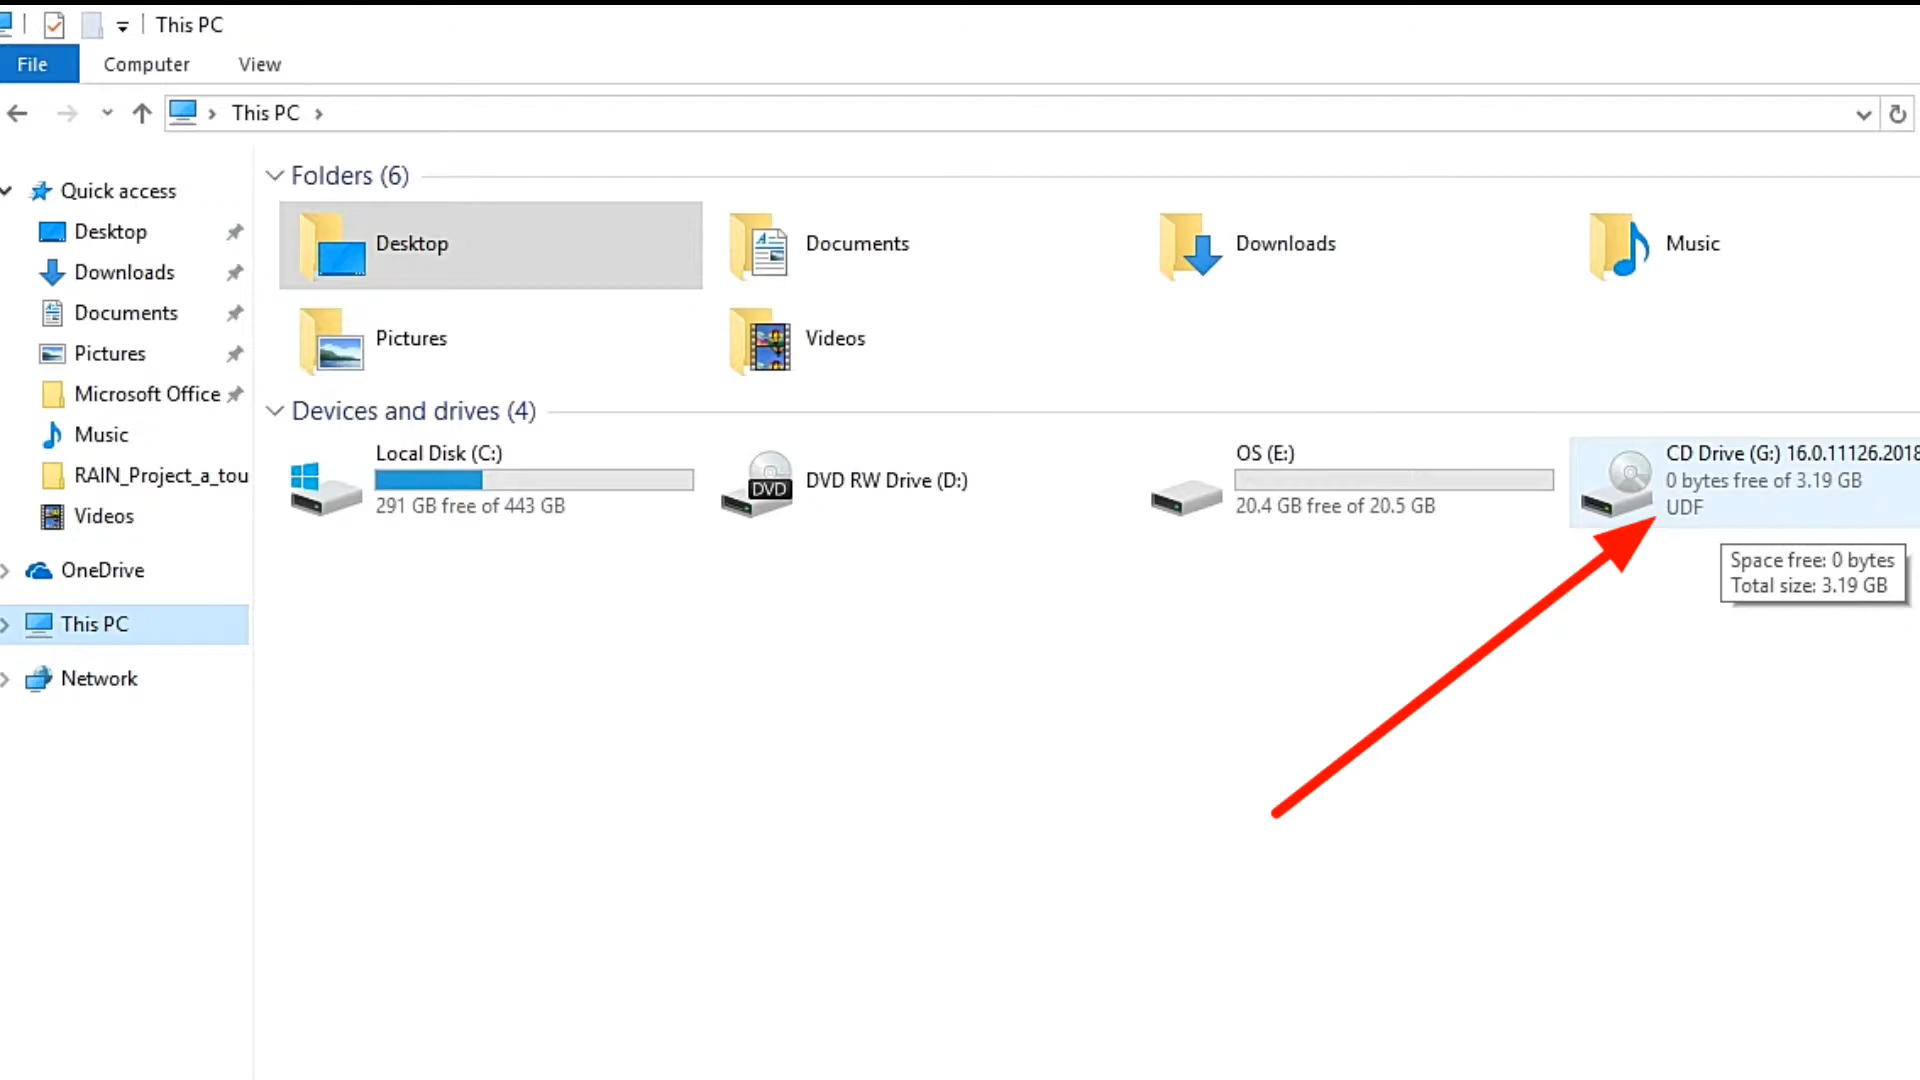 This PC
File Computer View
This PC
Quick access
Desktop
Downloads
Documents
Pictures
Microsoft Office
Music
RAIN_Project_a_tou
Videos
OneDrive
This PC
Network
Folders (6)
Desktop
Documents
Downloads
Music
Pictures
Videos
Devices and drives (4)
Local Disk (C:)
291 GB free of 443 GB
DVD
DVD RW Drive (D:)
OS (E:)
20.4 GB free of 20.5 GB
CD Drive (G:) 16.0.11126.2018
0 bytes free of 3.19 GB
UDF
Space free: 0 bytes
Total size: 3.19 GB